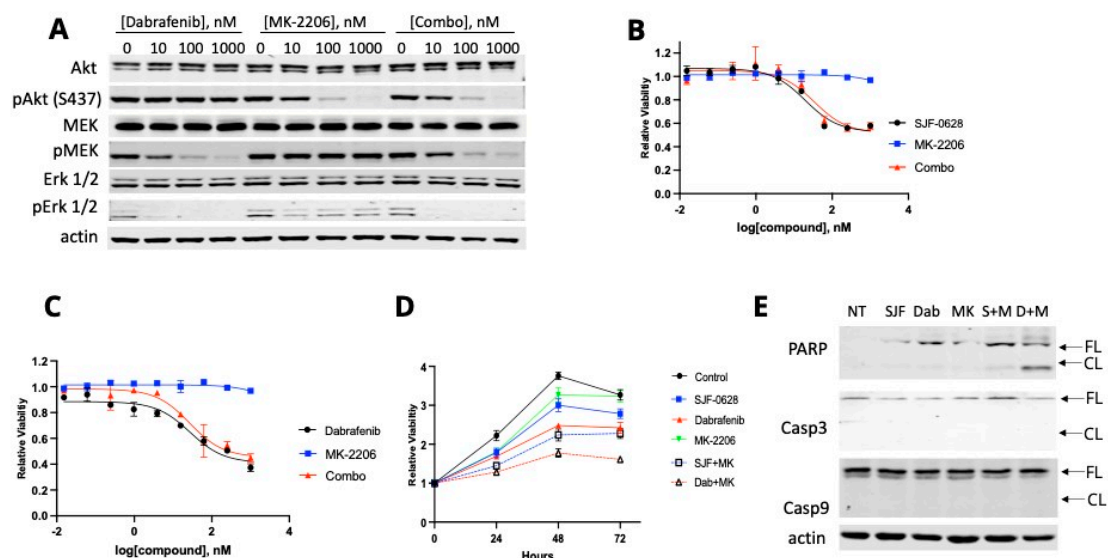 A
[Dabrafenib], nM [MK-2206], nM [Combo], nM
0 10 100 1000 0 10 100 1000 0 10 100 1000
Akt
pAkt (S437)
MEK
pMEK
Erk 1/2
pErk 1/2
actin
B
Relative Viabiltiy
1.2
1.0
0.8
0.6
0.4
0.2
0.0
-2 0 2 4
log[compound], nM
SJF-0628
MK-2206
Combo
C
Relative Viabiltiy
1.2
1.0
0.8
0.6
0.4
0.2
0.0
-2 0 2 4
log[compound], nM
Dabrafenib
MK-2206
Combo
D
Relative Viabiltiy
4
3
2
1
0
0 24 48 72
Hours
Control
SJF-0628
Dabrafenib
MK-2206
SJF+MK
Dab+MK
E
NT SJF Dab MK S+M D+M
PARP
FL
CL
Casp3
FL
CL
Casp9
FL
CL
actin